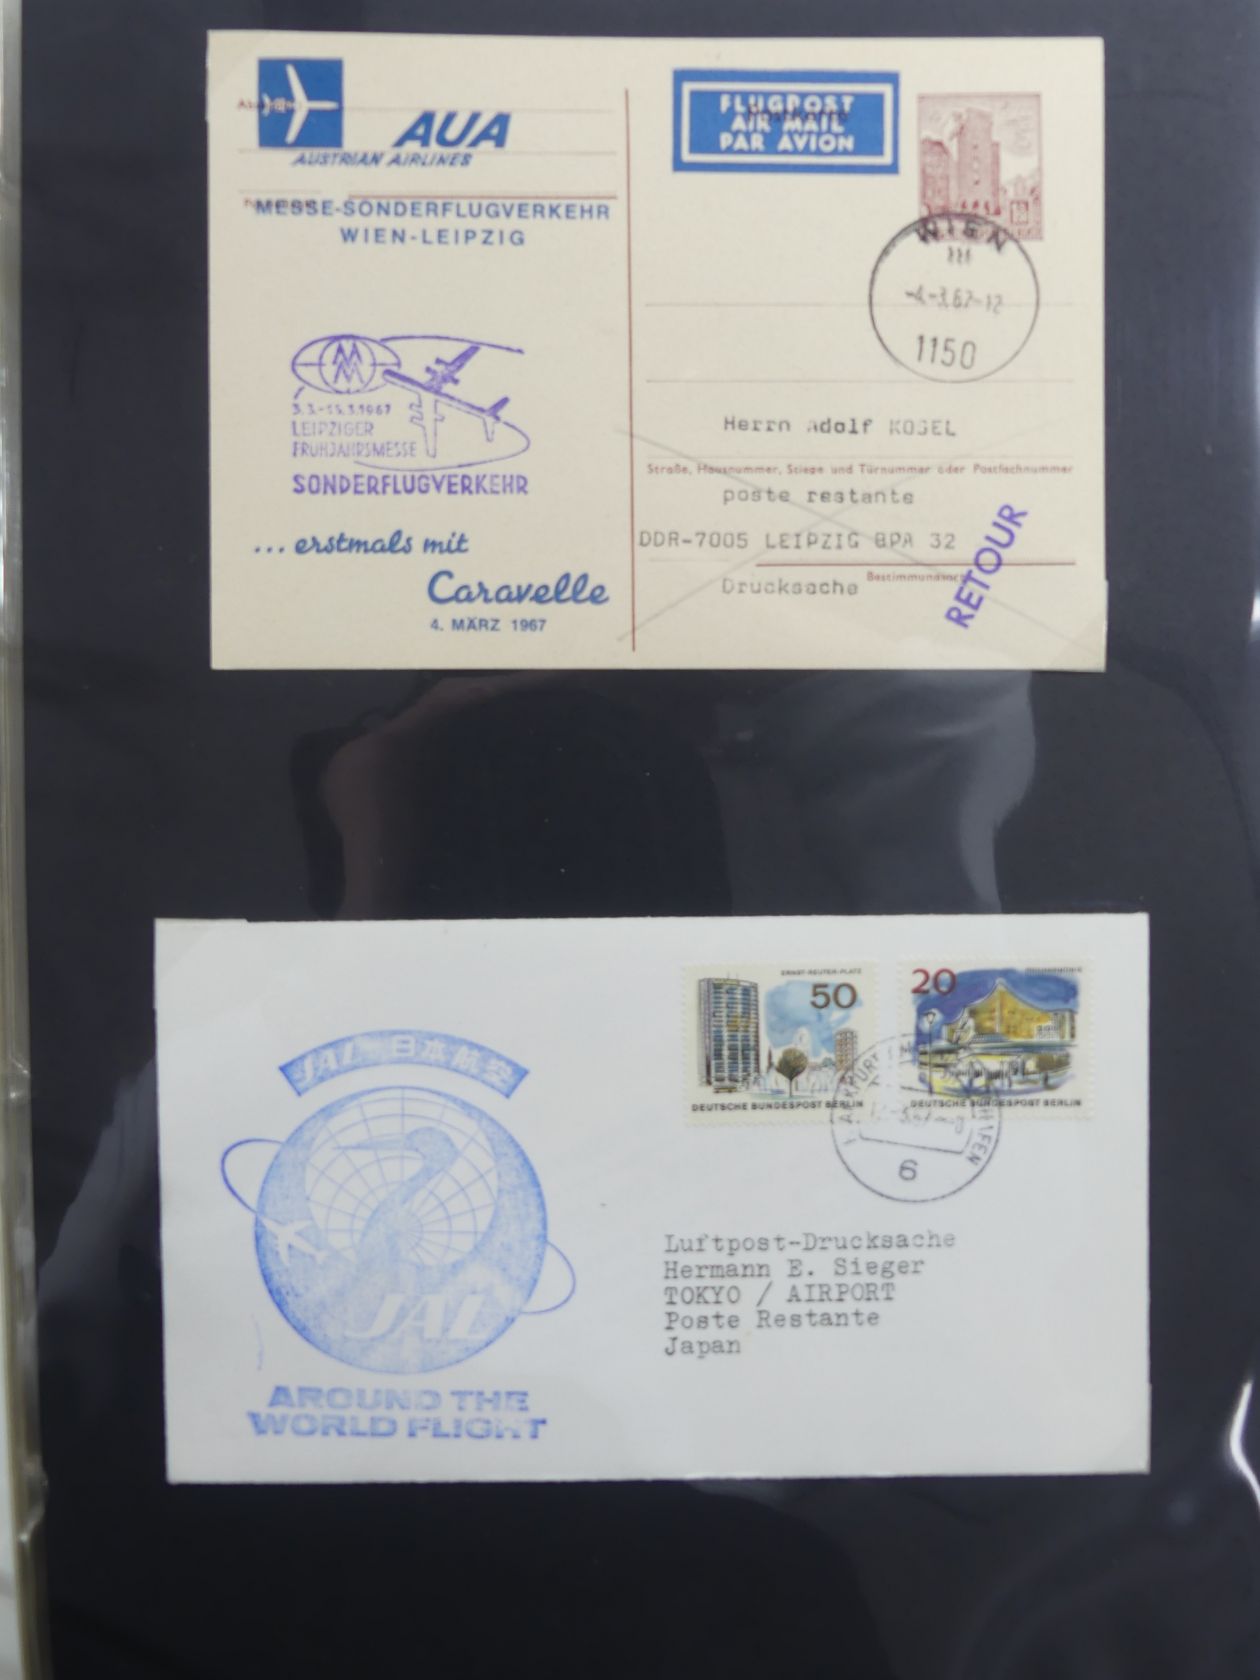 AUA
AUSTRIAN AIRLINES
MESSE-SONDERFLUGVERKEHR
WIEN-LEIPZIG
3.3.-15.3.1967
LEIPZIGER
FRÜHJAHRSMESSE
SONDERFLUGVERKEHR
... erstmals mit
Caravelle
4. MÄRZ 1967
FLUGPOST
AIR MAIL
PAR AVION
WIEN
-4.-3.67-12
1150
Herrn Adolf KOGEL
Straße, Hausnummer, Stiege und Türnummer oder Postfachnummer
poste restante
DDR-7005 LEIPZIG BPA 32
Bestimmungsort
Drucksache
RETOUR
JAL 日本航空
JAL
AROUND THE
WORLD FLIGHT
ERNST-REUTER-PLATZ
50
DEUTSCHE BUNDESPOST BERLIN
20
PHILHARMONIE
DEUTSCHE BUNDESPOST BERLIN
6
Luftpost-Drucksache
Hermann E. Sieger
TOKYO / AIRPORT
Poste Restante
Japan